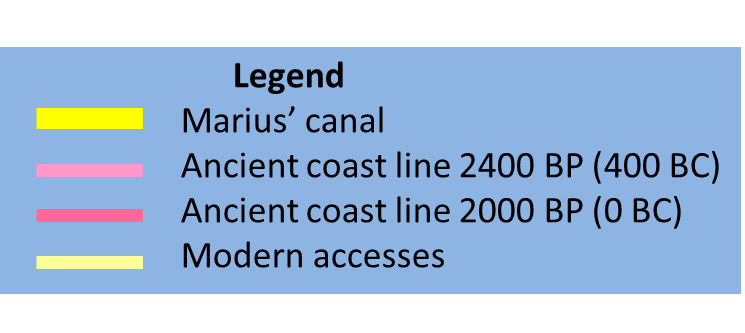 Legend
Marius’ canal
Ancient coast line 2400 BP (400 BC)
Ancient coast line 2000 BP (0 BC)
Modern accesses